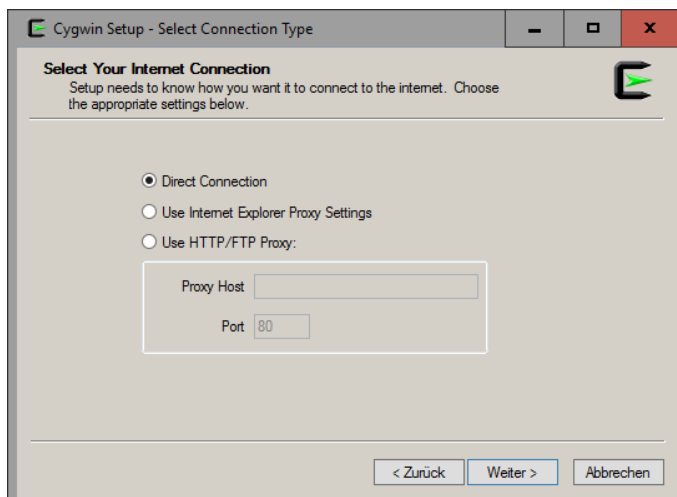 Cygwin Setup - Select Connection Type
Select Your Internet Connection
Setup needs to know how you want it to connect to the internet. Choose
the appropriate settings below.
Direct Connection
Use Internet Explorer Proxy Settings
Use HTTP/FTP Proxy:
Proxy Host
Port 80
< Zurück Weiter > Abbrechen